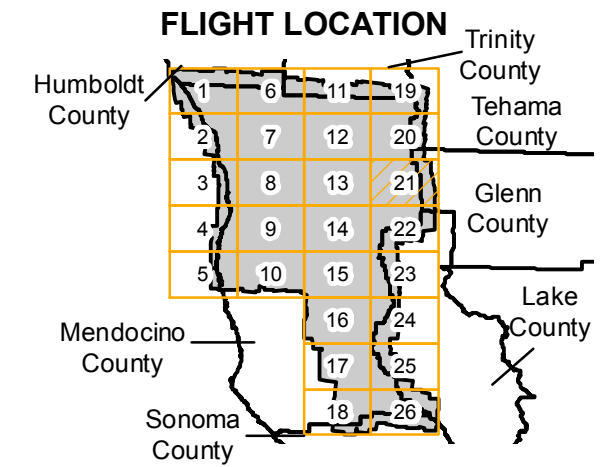 FLIGHT LOCATION
Trinity
County
Humboldt
County
1 6 11 19
Tehama
County
2 7 12 20
3 8 13 21
Glenn
County
4 9 14 22
5 10 15 23
Lake
County
16 24
Mendocino
County
17 25
18 26
Sonoma
County